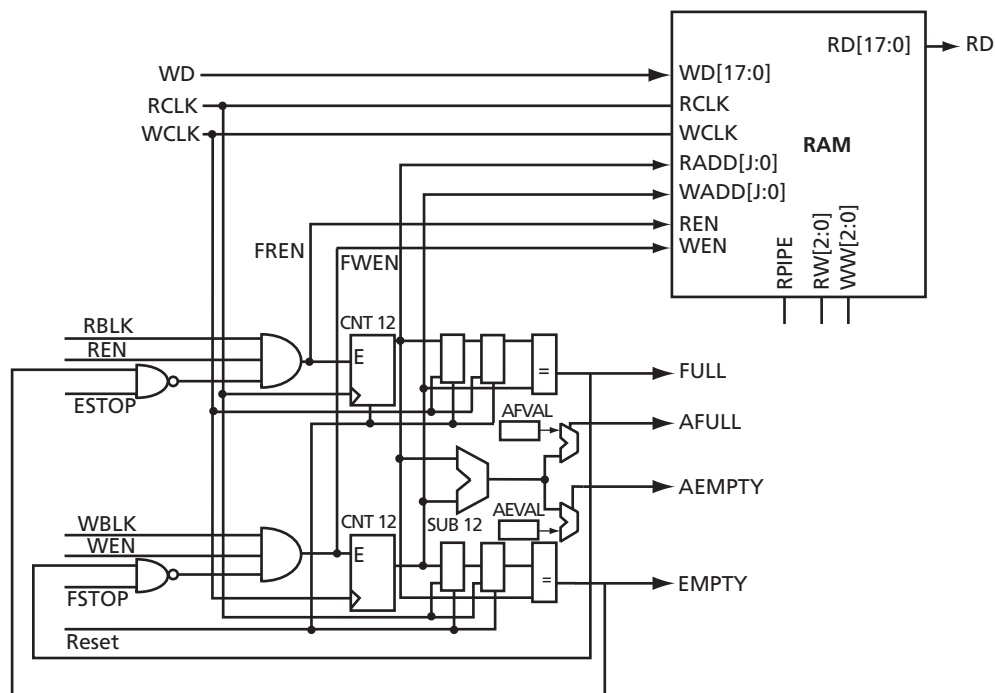 RD[17:0]
RD
WD
WD[17:0]
RCLK
RCLK
WCLK
WCLK
RAM
RADD[J:0]
WADD[J:0]
REN
FREN
FWEN
WEN
RPIPE
RW[2:0]
WW[2:0]
RBLK
REN
ESTOP
CNT 12
E
=
FULL
AFVAL
AFULL
AEMPTY
WBLK
WEN
FSTOP
CNT 12
E
SUB 12
AEVAL
=
EMPTY
Reset